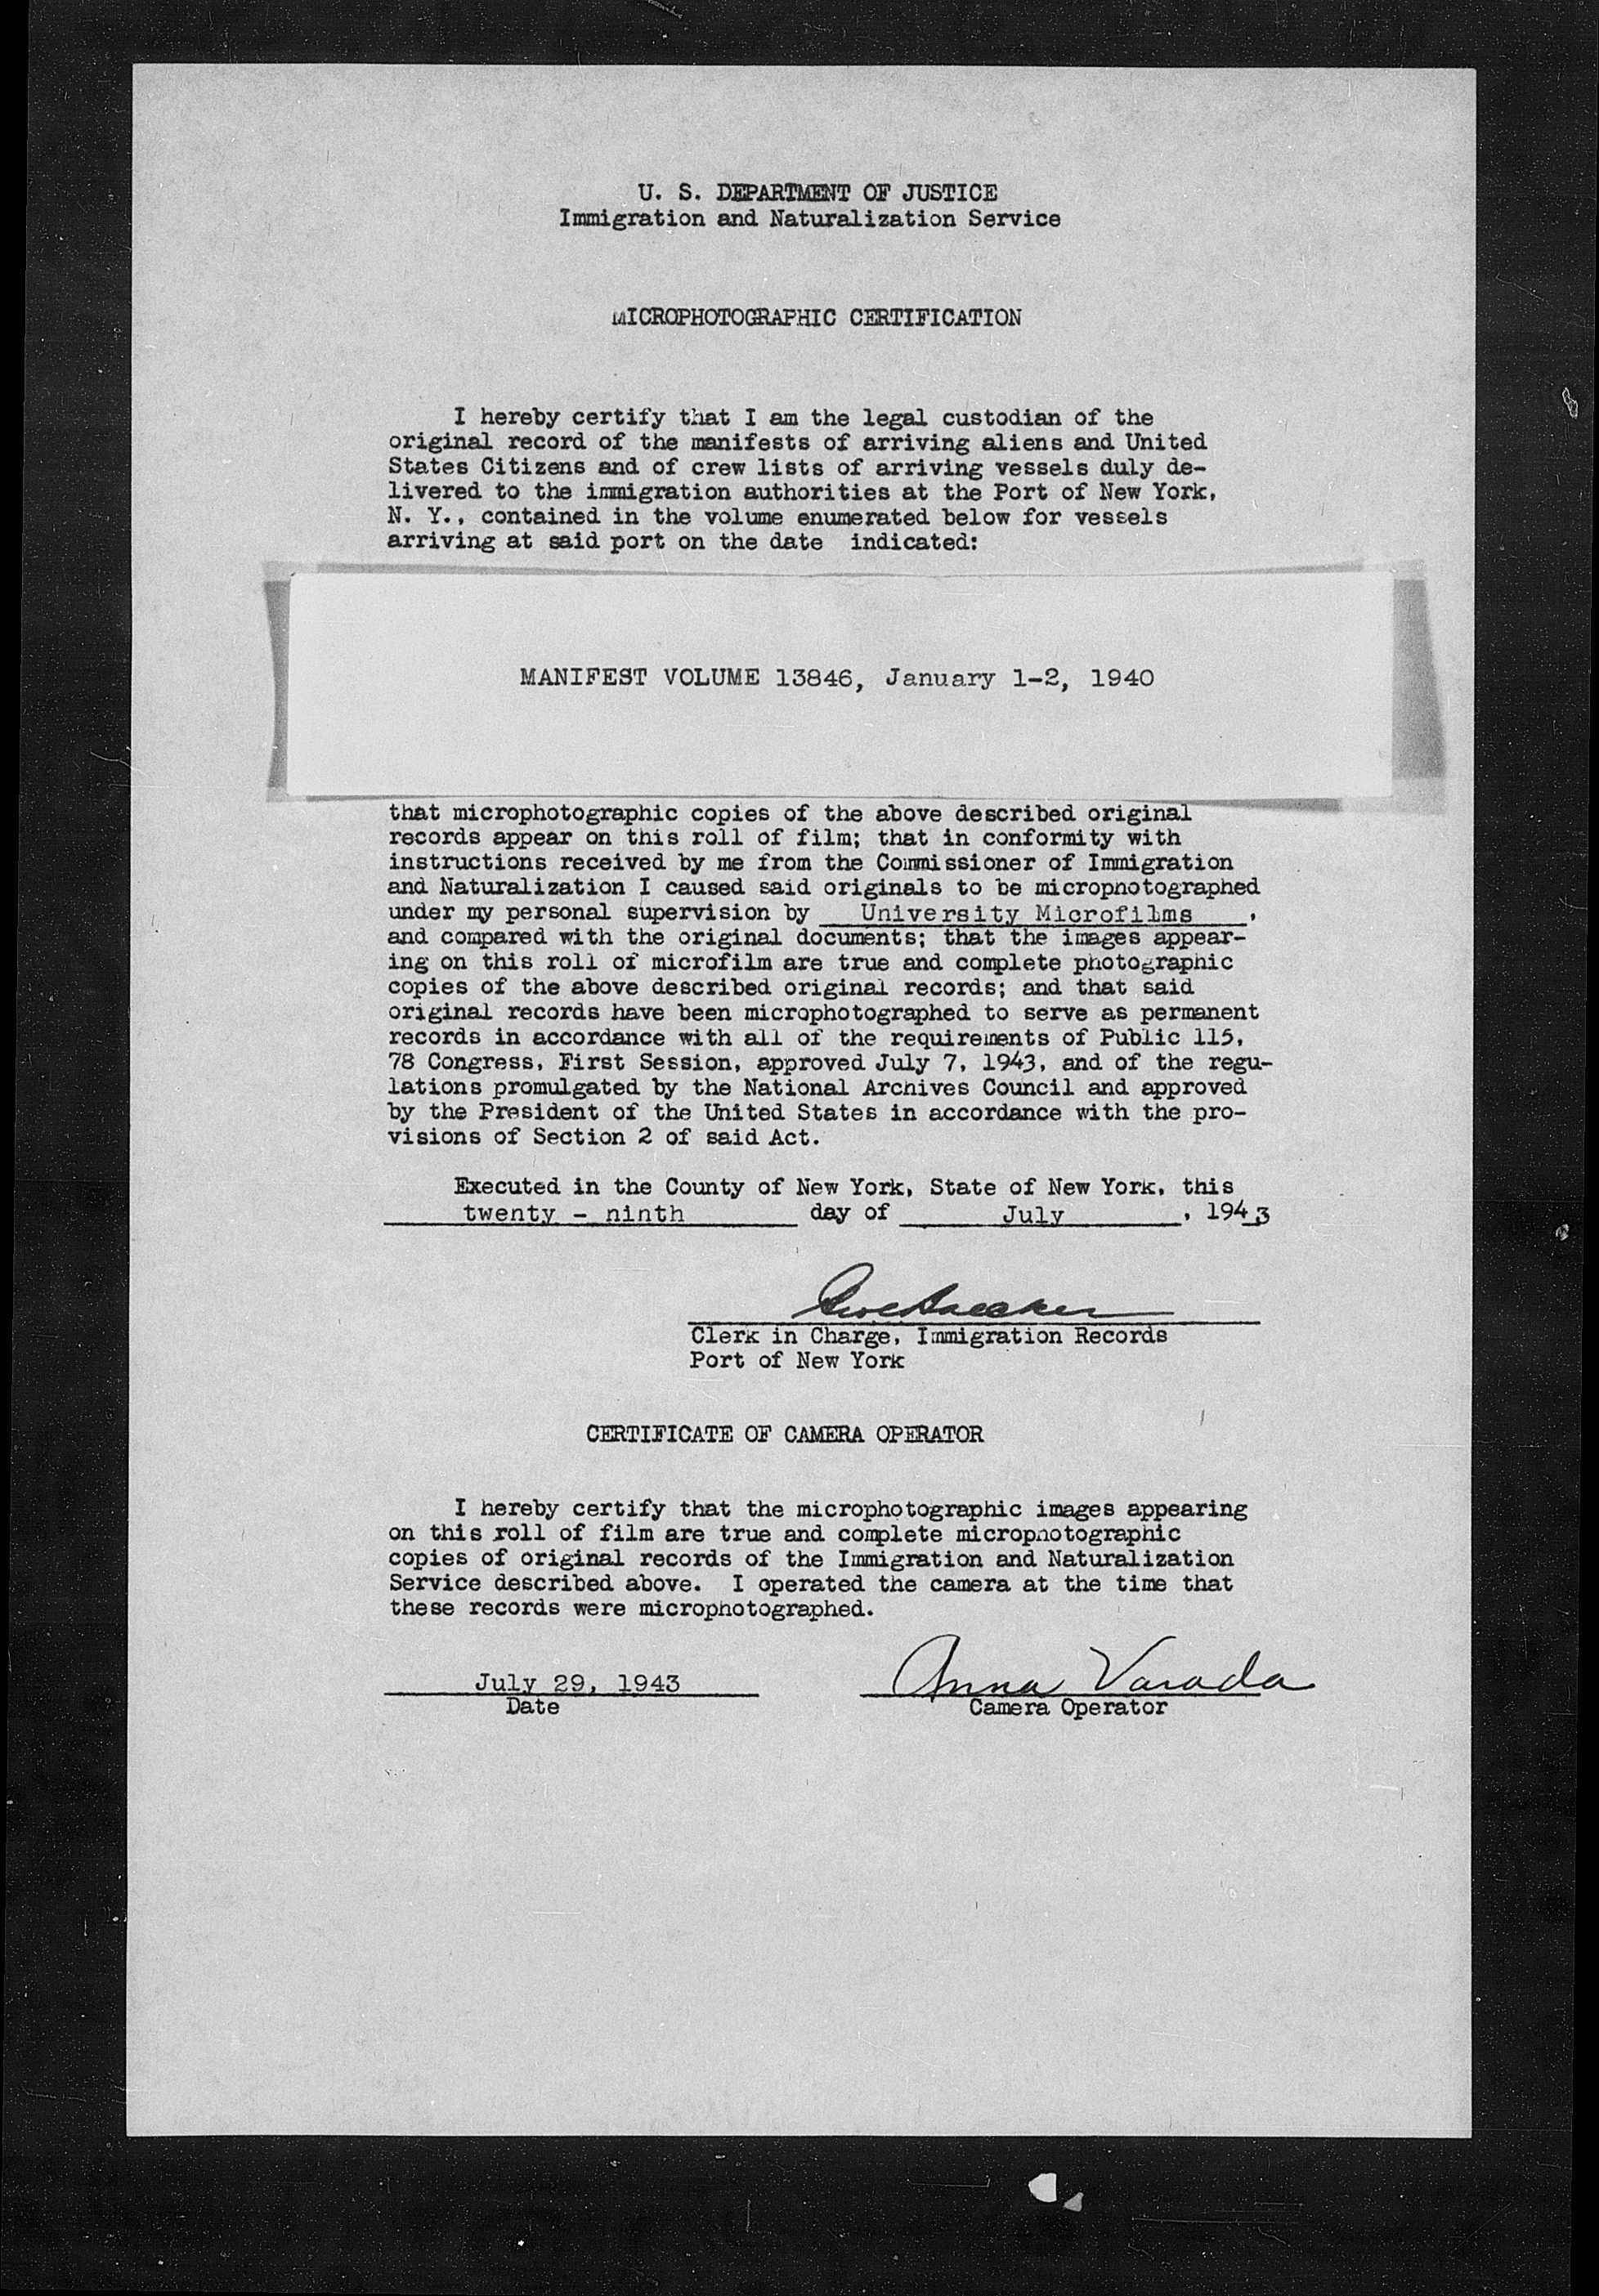 U. S. DEPARTMENT OF JUSTICE
Immigration and Naturalization Service
MICROPHOTOGRAPHIC CERTIFICATION
I hereby certify that I am the legal custodian of the
original record of the manifests of arriving aliens and United
States Citizens and of crew lists of arriving vessels duly de-
livered to the immigration authorities at the Port of New York,
N. Y., contained in the volume enumerated below for vessels
arriving at said port on the date indicated:
MANIFEST VOLUME 13846, January 1-2, 1940
that microphotographic copies of the above described original
records appear on this roll of film; that in conformity with
instructions received by me from the Commissioner of Immigration
and Naturalization I caused said originals to be microphotographed
under my personal supervision by University Microfilms,
and compared with the original documents; that the images appear-
ing on this roll of microfilm are true and complete photographic
copies of the above described original records; and that said
original records have been microphotographed to serve as permanent
records in accordance with all of the requirements of Public 115,
78 Congress, First Session, approved July 7, 1943, and of the regu-
lations promulgated by the National Archives Council and approved
by the President of the United States in accordance with the pro-
visions of Section 2 of said Act.
Executed in the County of New York, State of New York, this
twenty - ninth day of July, 1943
Clerk in Charge, Immigration Records
Port of New York
CERTIFICATE OF CAMERA OPERATOR
I hereby certify that the microphotographic images appearing
on this roll of film are true and complete microphotographic
copies of original records of the Immigration and Naturalization
Service described above. I operated the camera at the time that
these records were microphotographed.
July 29, 1943 Anna Varada
Date Camera Operator